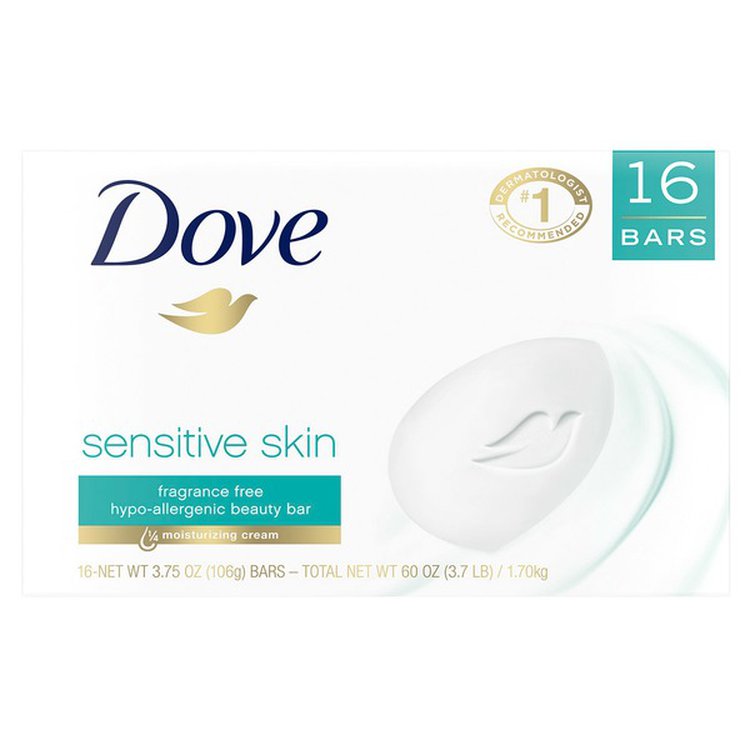 Dove
DERMATOLOGIST
#1
RECOMMENDED
16
BARS
sensitive skin
fragrance free
hypo-allergenic beauty bar
¼ moisturizing cream
16-NET WT 3.75 OZ (106g) BARS – TOTAL NET WT 60 OZ (3.7 LB) / 1.70kg